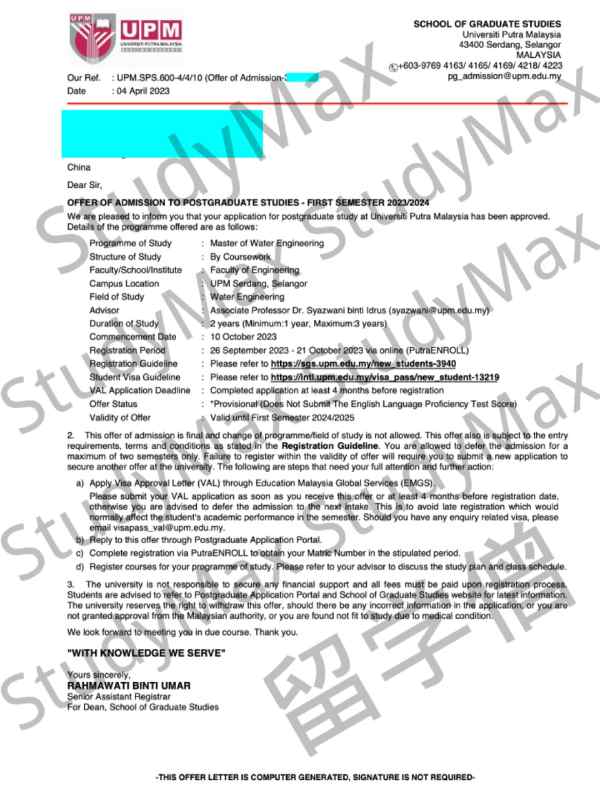 UPM
UNIVERSITI PUTRA MALAYSIA
SCHOOL OF GRADUATE STUDIES
Universiti Putra Malaysia
43400 Serdang, Selangor
MALAYSIA
+603-9769 4163/ 4165/ 4169/ 4218/ 4223
pg_admission@upm.edu.my
Our Ref. : UPM.SPS.600-4/4/10 (Offer of Admission-
Date : 04 April 2023
China
Dear Sir,
OFFER OF ADMISSION TO POSTGRADUATE STUDIES - FIRST SEMESTER 2023/2024
We are pleased to inform you that your application for postgraduate study at Universiti Putra Malaysia has been approved.
Details of the programme offered are as follows:
Programme of Study : Master of Water Engineering
Structure of Study : By Coursework
Faculty/School/Institute : Faculty of Engineering
Campus Location : UPM Serdang, Selangor
Field of Study : Water Engineering
Advisor : Associate Professor Dr. Syazwani binti Idrus (syazwani@upm.edu.my)
Duration of Study : 2 years (Minimum:1 year, Maximum:3 years)
Commencement Date : 10 October 2023
Registration Period : 26 September 2023 - 21 October 2023 via online (PutraENROLL)
Registration Guideline : Please refer to https://sgs.upm.edu.my/new_students-3940
Student Visa Guideline : Please refer to https://intl.upm.edu.my/visa_pass/new_student-13219
VAL Application Deadline : Completed application at least 4 months before registration
Offer Status : *Provisional (Does Not Submit The English Language Proficiency Test Score)
Validity of Offer : Valid until First Semester 2024/2025
2. This offer of admission is final and change of programme/field of study is not allowed. This offer also is subject to the entry
requirements, terms and conditions as stated in the Registration Guideline. You are allowed to defer the admission for a
maximum of two semesters only. Failure to register within the validity of offer will require you to submit a new application to
secure another offer at the university. The following are steps that need your full attention and further action:
a) Apply Visa Approval Letter (VAL) through Education Malaysia Global Services (EMGS).
Please submit your VAL application as soon as you receive this offer or at least 4 months before registration date,
otherwise you are advised to defer the admission to the next intake. This is to avoid late registration which would
normally affect the student's academic performance in the semester. Should you have any enquiry related visa, please
email visapass_val@upm.edu.my.
b) Reply to this offer through Postgraduate Application Portal.
c) Complete registration via PutraENROLL to obtain your Matric Number in the stipulated period.
d) Register courses for your programme of study. Please refer to your advisor to discuss the study plan and class schedule.
3. The university is not responsible to secure any financial support and all fees must be paid upon registration process.
Students are advised to refer to Postgraduate Application Portal and School of Graduate Studies website for latest information.
The university reserves the right to withdraw this offer, should there be any incorrect information in the application, or you are
not granted approval from the Malaysian authority, or you are found not fit to study due to medical condition.
We look forward to meeting you in due course. Thank you.
"WITH KNOWLEDGE WE SERVE"
Yours sincerely,
RAHMAWATI BINTI UMAR
Senior Assistant Registrar
For Dean, School of Graduate Studies
-THIS OFFER LETTER IS COMPUTER GENERATED, SIGNATURE IS NOT REQUIRED-
StudyMax StudyMax
StudyMax StudyMax
StudyMax StudyMax
StudyMax 留学僧